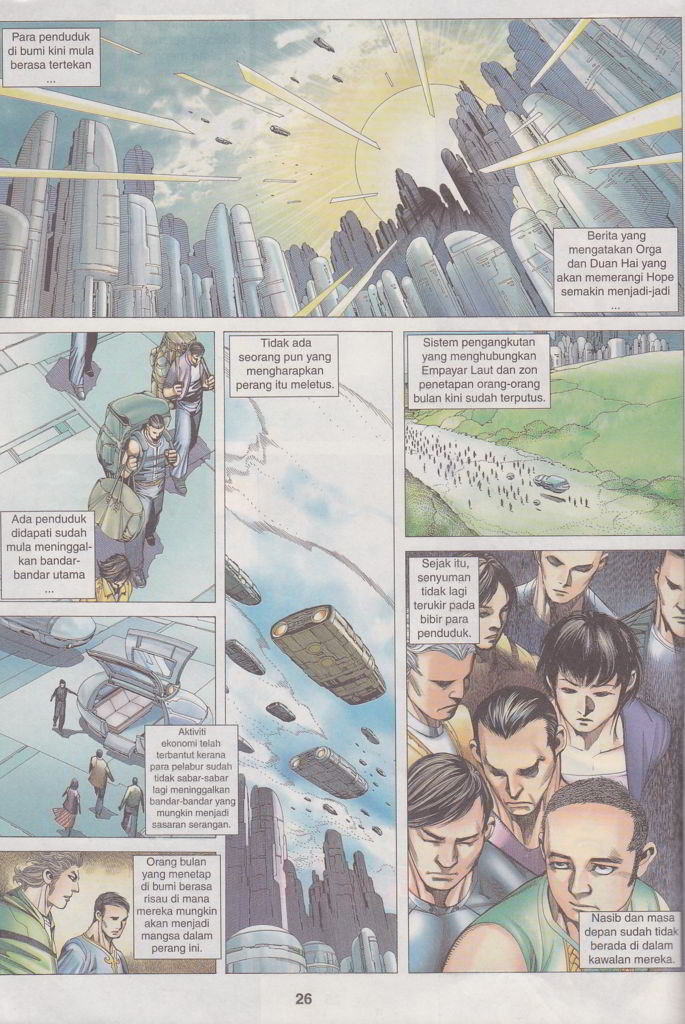 Para penduduk
di bumi kini mula
berasa tertekan
...
Berita yang
mengatakan Orga
dan Duan Hai yang
akan memerangi Hope
semakin menjadi-jadi
...
Ada penduduk
didapati sudah
mula meninggal-
kan bandar-
bandar utama
...
Aktiviti
ekonomi telah
terbantut kerana
para pelabur sudah
tidak sabar-sabar
lagi meninggalkan
bandar-bandar yang
mungkin menjadi
sasaran serangan.
Orang bulan
yang menetap
di bumi berasa
risau di mana
mereka mungkin
akan menjadi
mangsa dalam
perang ini.
Tidak ada
seorang pun yang
mengharapkan
perang itu meletus.
Sistem pengangkutan
yang menghubungkan
Empayar Laut dan zon
penetapan orang-orang
bulan kini sudah terputus.
Sejak itu,
senyuman
tidak lagi
terukir pada
bibir para
penduduk.
Nasib dan masa
depan sudah tidak
berada di dalam
kawalan mereka.
26